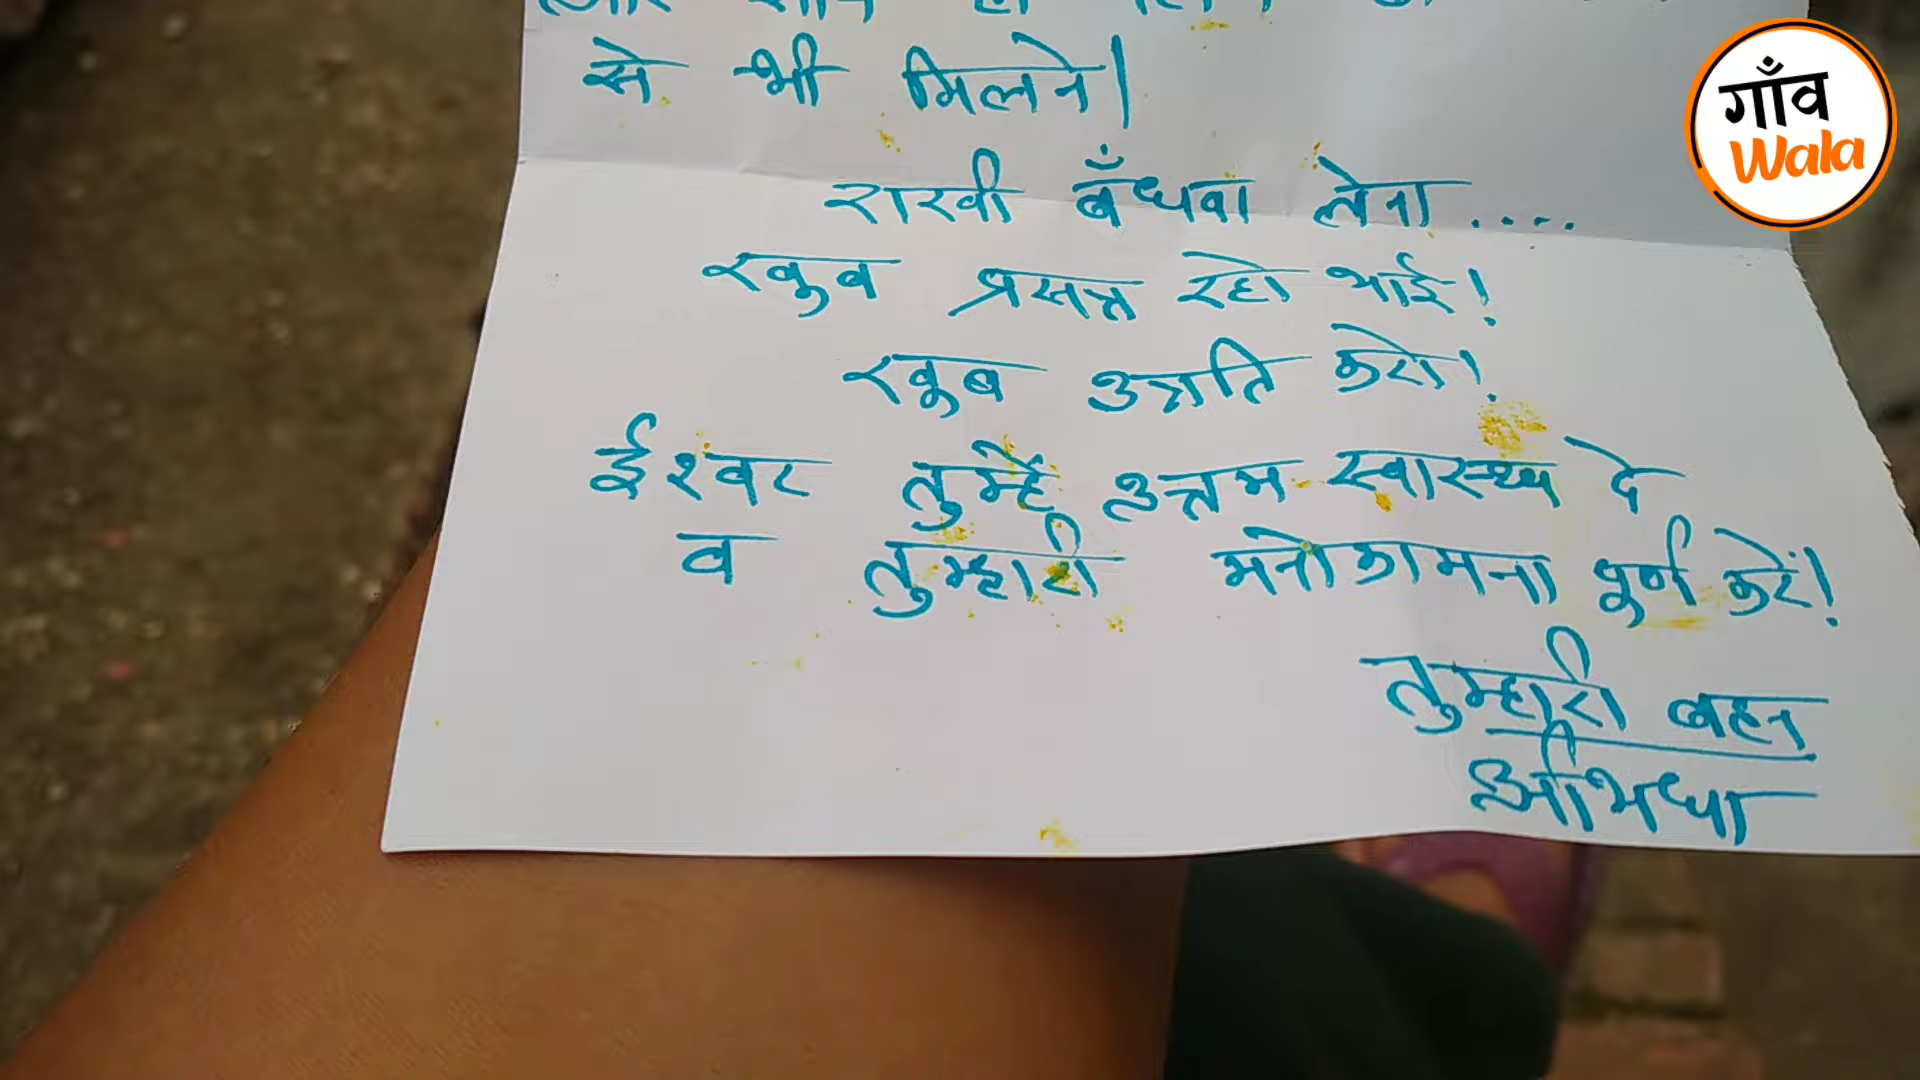 से भी मिलने।
राखी बँधवा लेना....
खुब प्रसन्न रहो भाई!
खूब उन्नति करो!
ईश्वर तुम्हें उत्तम स्वास्थ्य दे
व तुम्हारी मनोकामना पूर्ण करें!
तुम्हारी बहन
अभिधा
गाँव
Wala